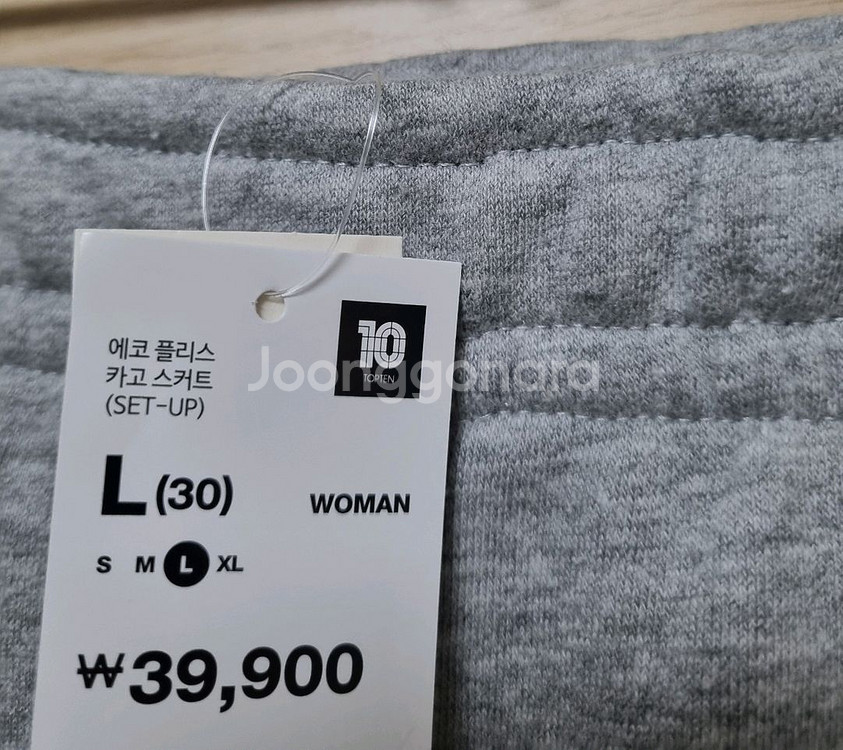 에코 플리스
카고 스커트
(SET-UP)
10
TOPTEN
Joonggonara
L (30)
WOMAN
S M L XL
₩39,900